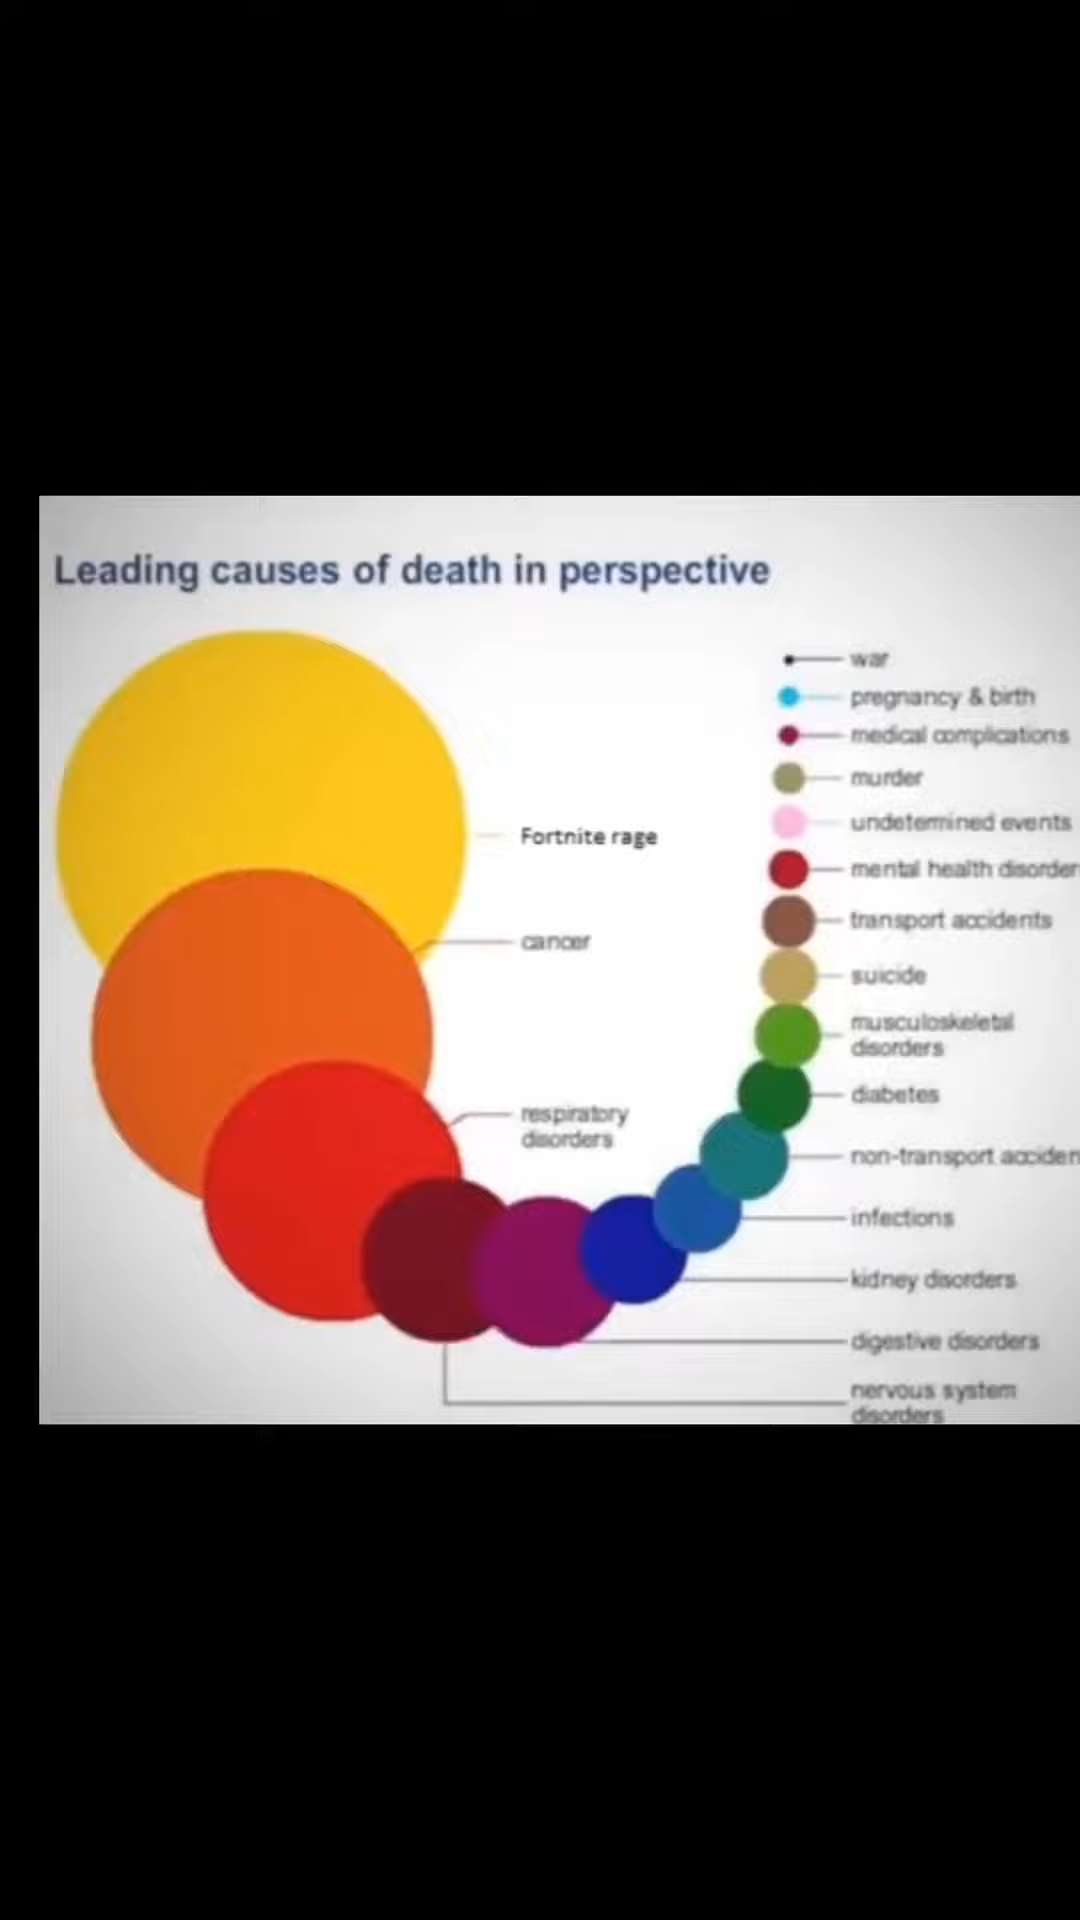 Leading causes of death in perspective
war
pregnancy & birth
medical complications
murder
Fortnite rage
undetermined events
mental health disorder
transport accidents
cancer
suicide
musculoskeletal
disorders
diabetes
respiratory
disorders
non-transport acciden
infections
kidney disorders
digestive disorders
nervous system
disorders